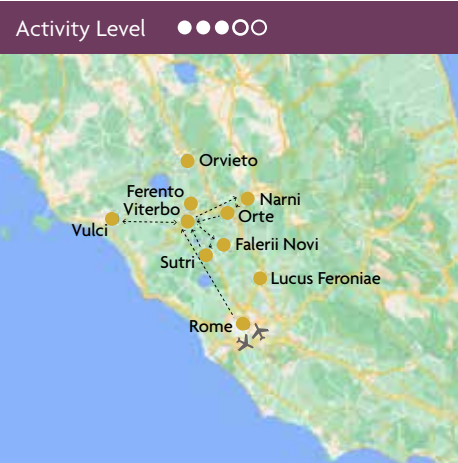 Activity Level
Orvieto
Ferento
Narni
Viterbo
Orte
Vulci
Falerii Novi
Sutri
Lucus Feroniae
Rome